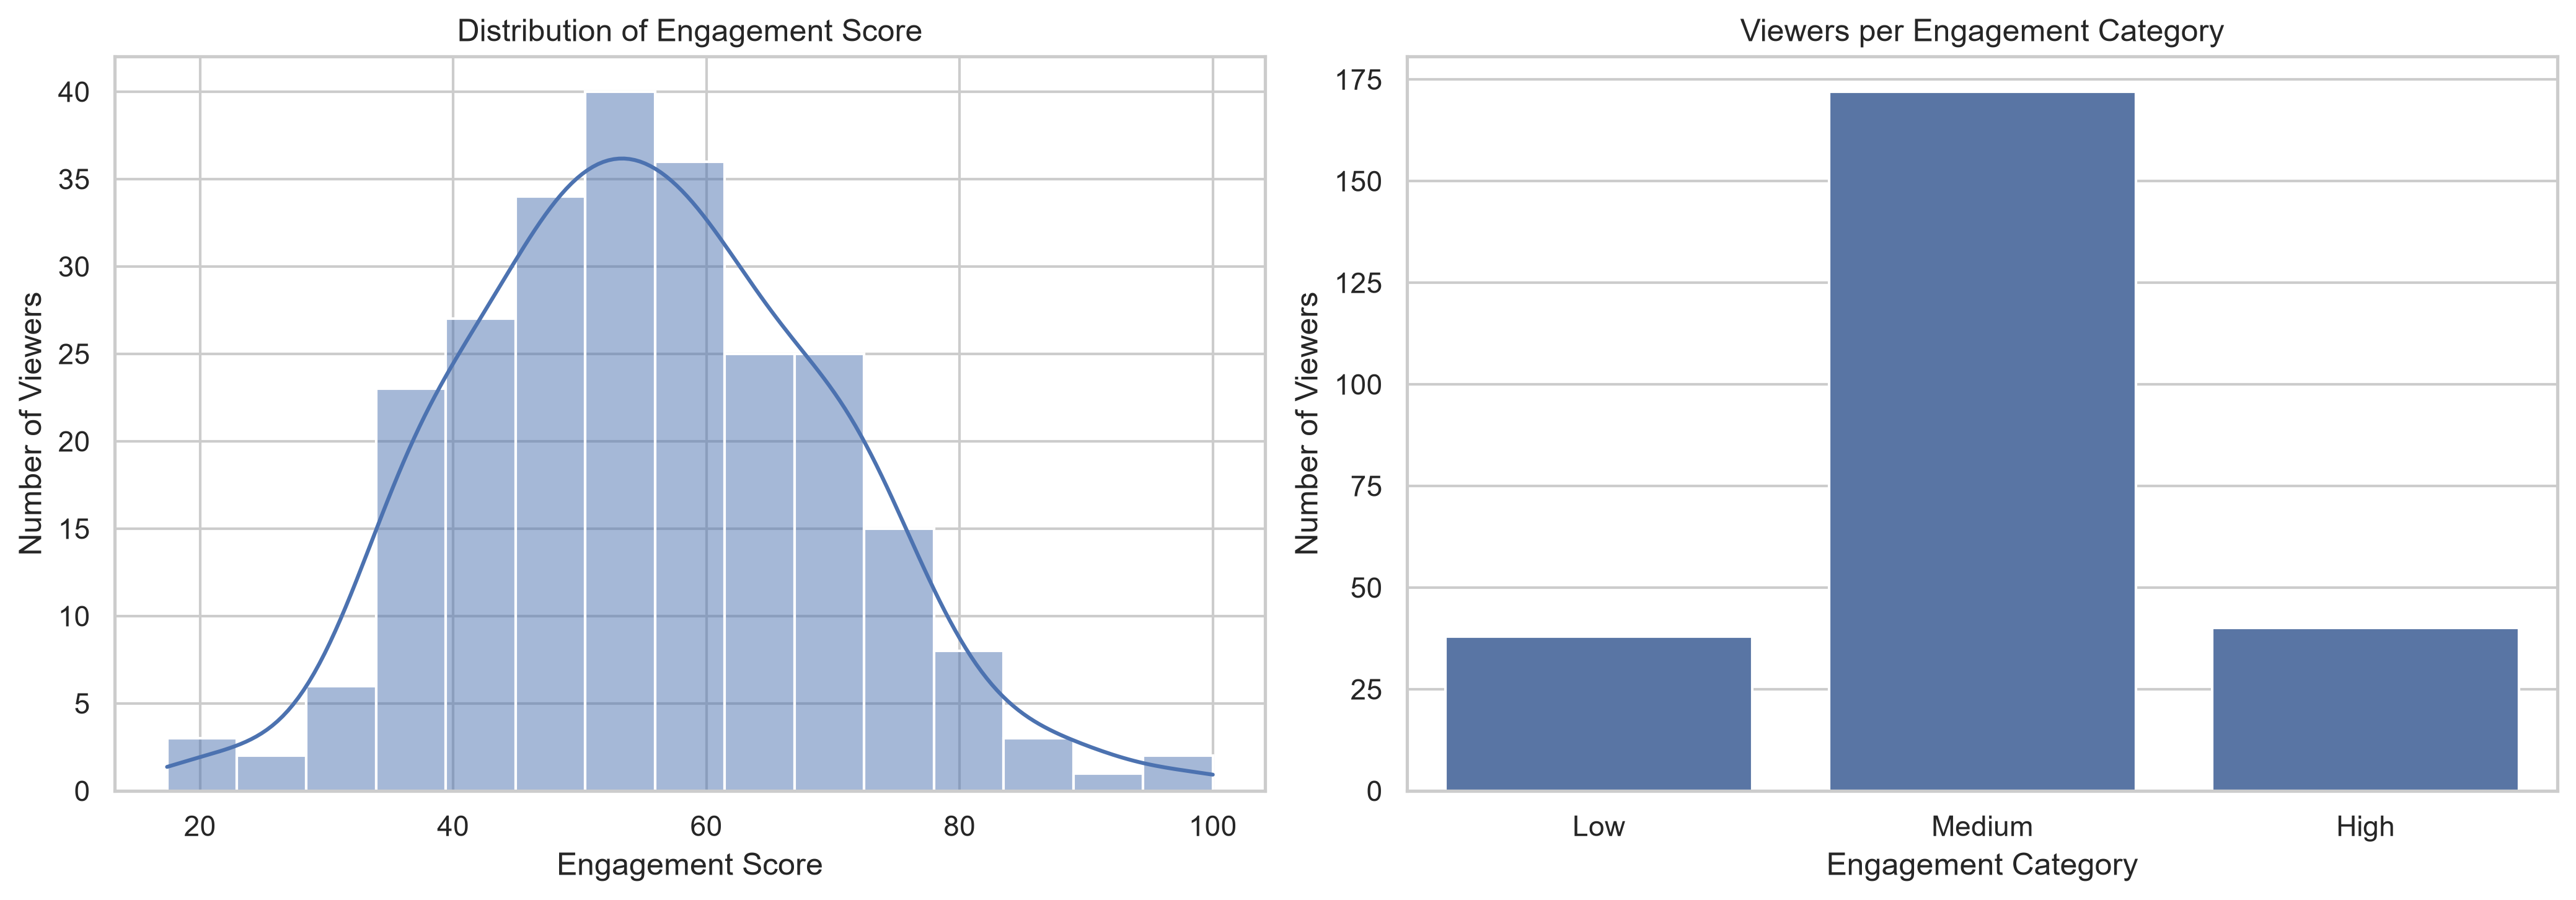 Distribution of Engagement Score
40
35
30
25
20
15
10
5
0
Number of Viewers
20 40 60 80 100
Engagement Score
Viewers per Engagement Category
175
150
125
100
75
50
25
0
Number of Viewers
Low Medium High
Engagement Category